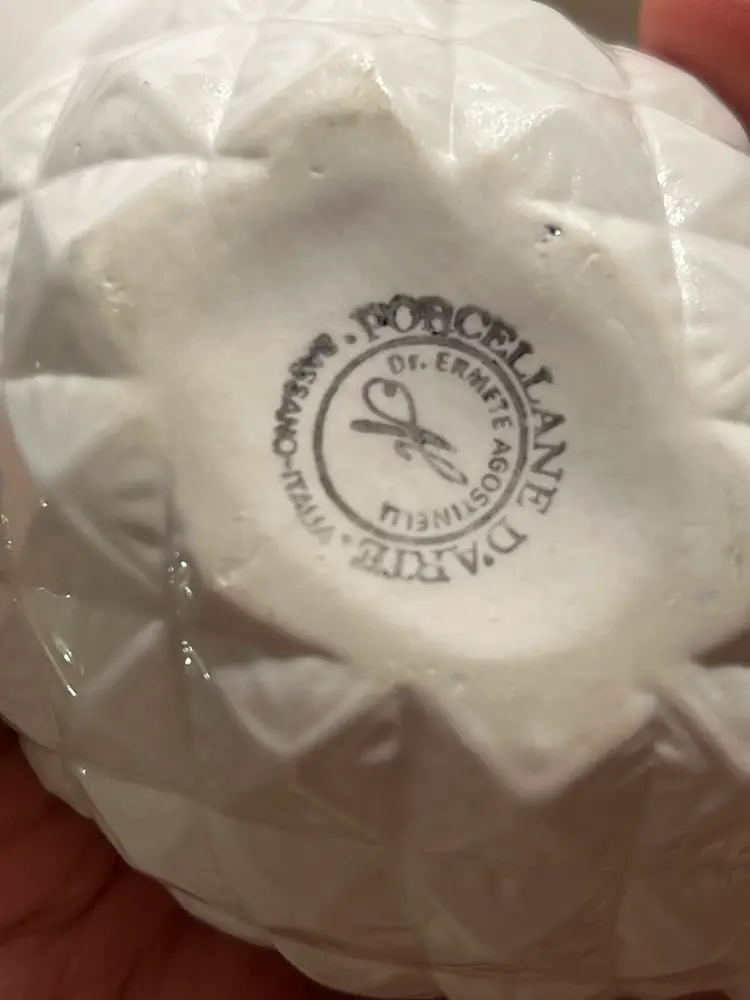 PORCELLANE D'ARTE
BASSANO-ITALIA
Dr. ERMETE AGOSTINELLI